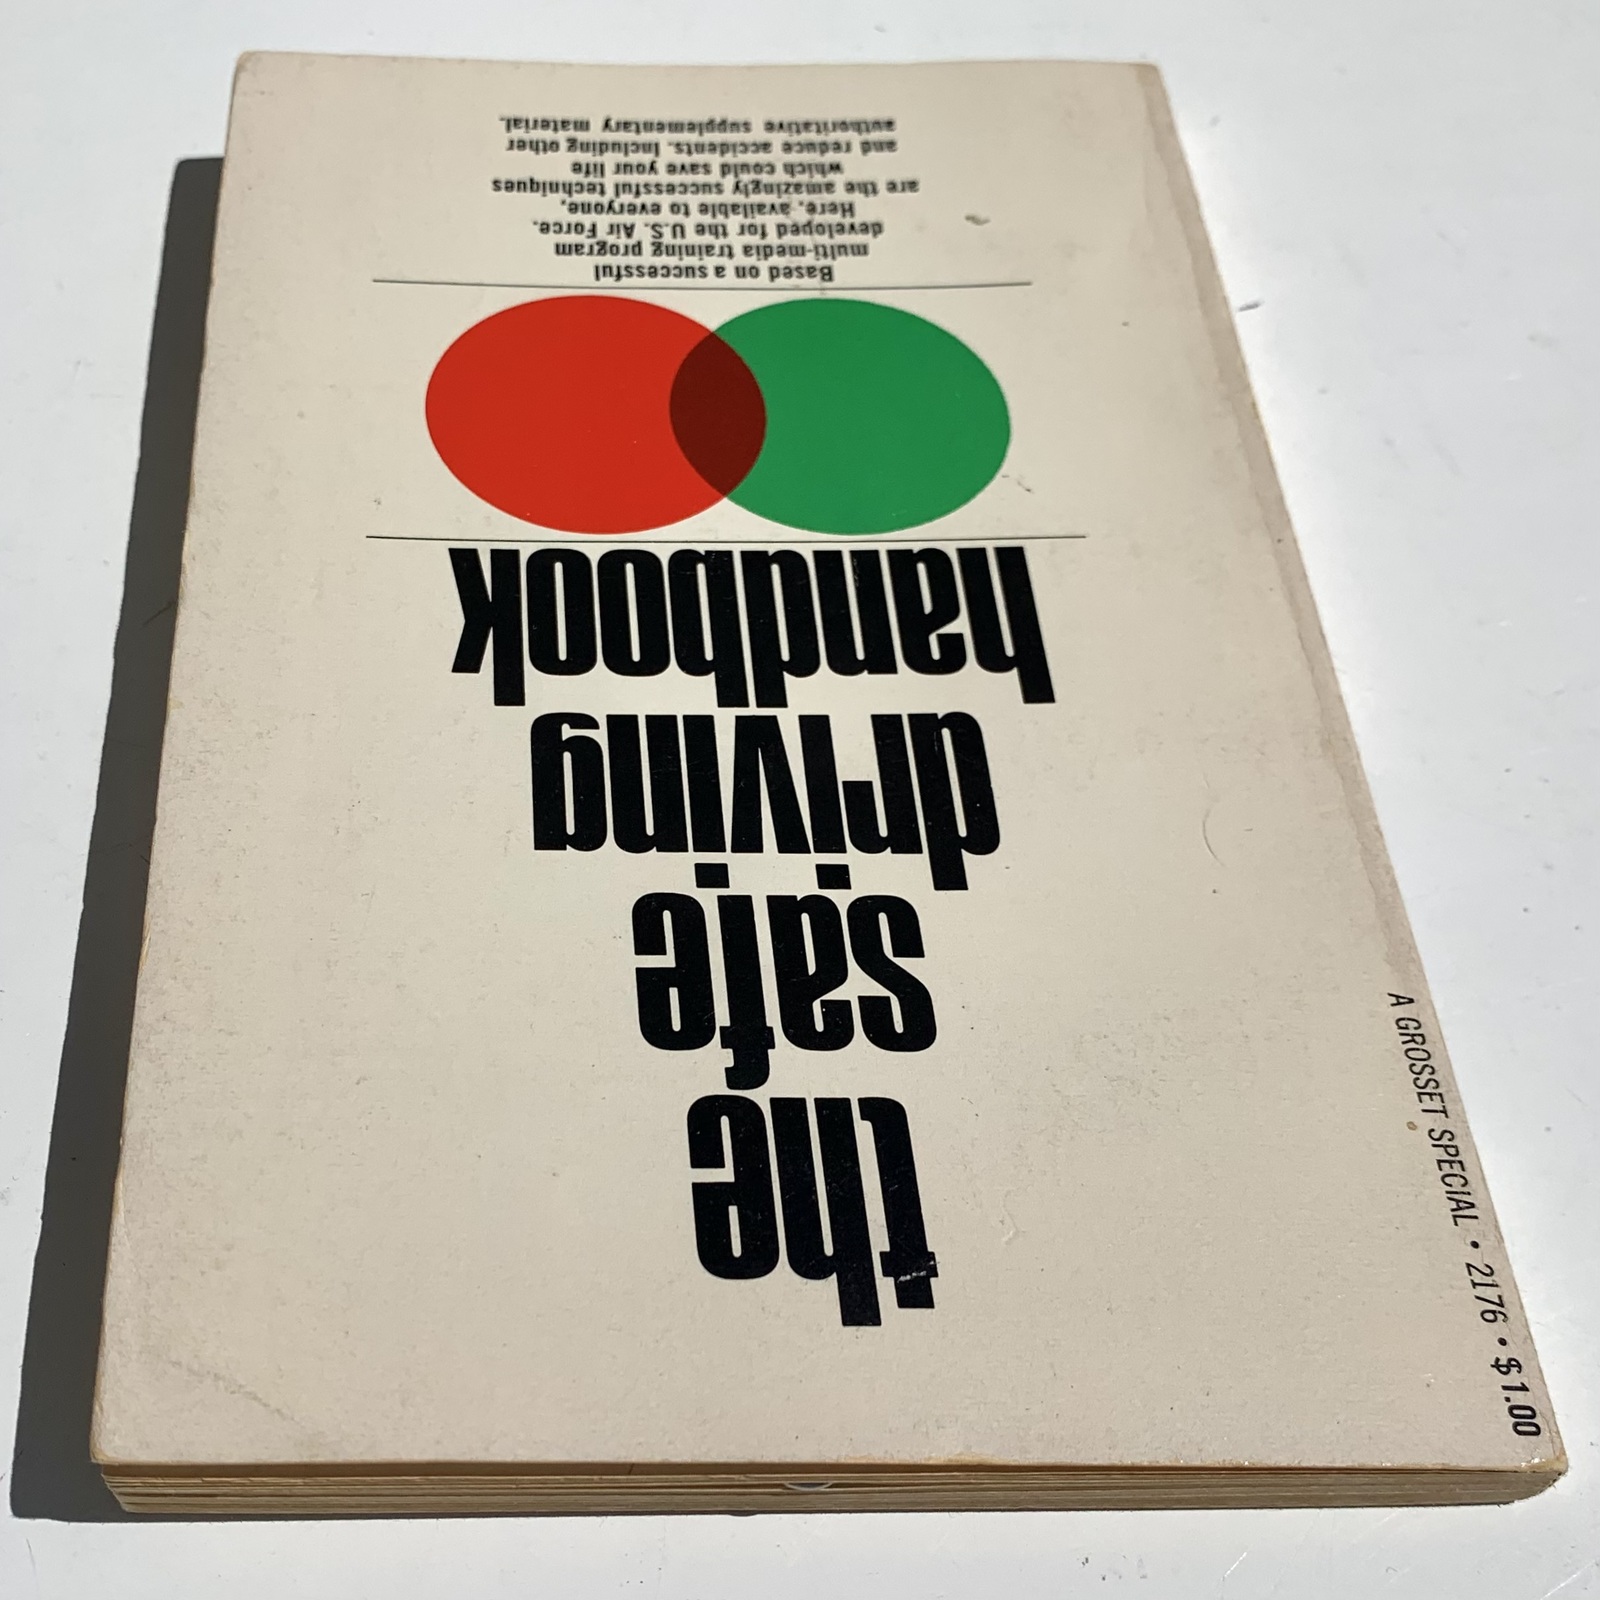 the
safe
driving
handbook
Based on a successful
multi-media training program
developed for the U.S. Air Force.
Here, available to everyone,
are the amazingly successful techniques
which could save your life
and reduce accidents. Including other
authoritative supplementary material.
A GROSSET SPECIAL • 2176 • $1.00